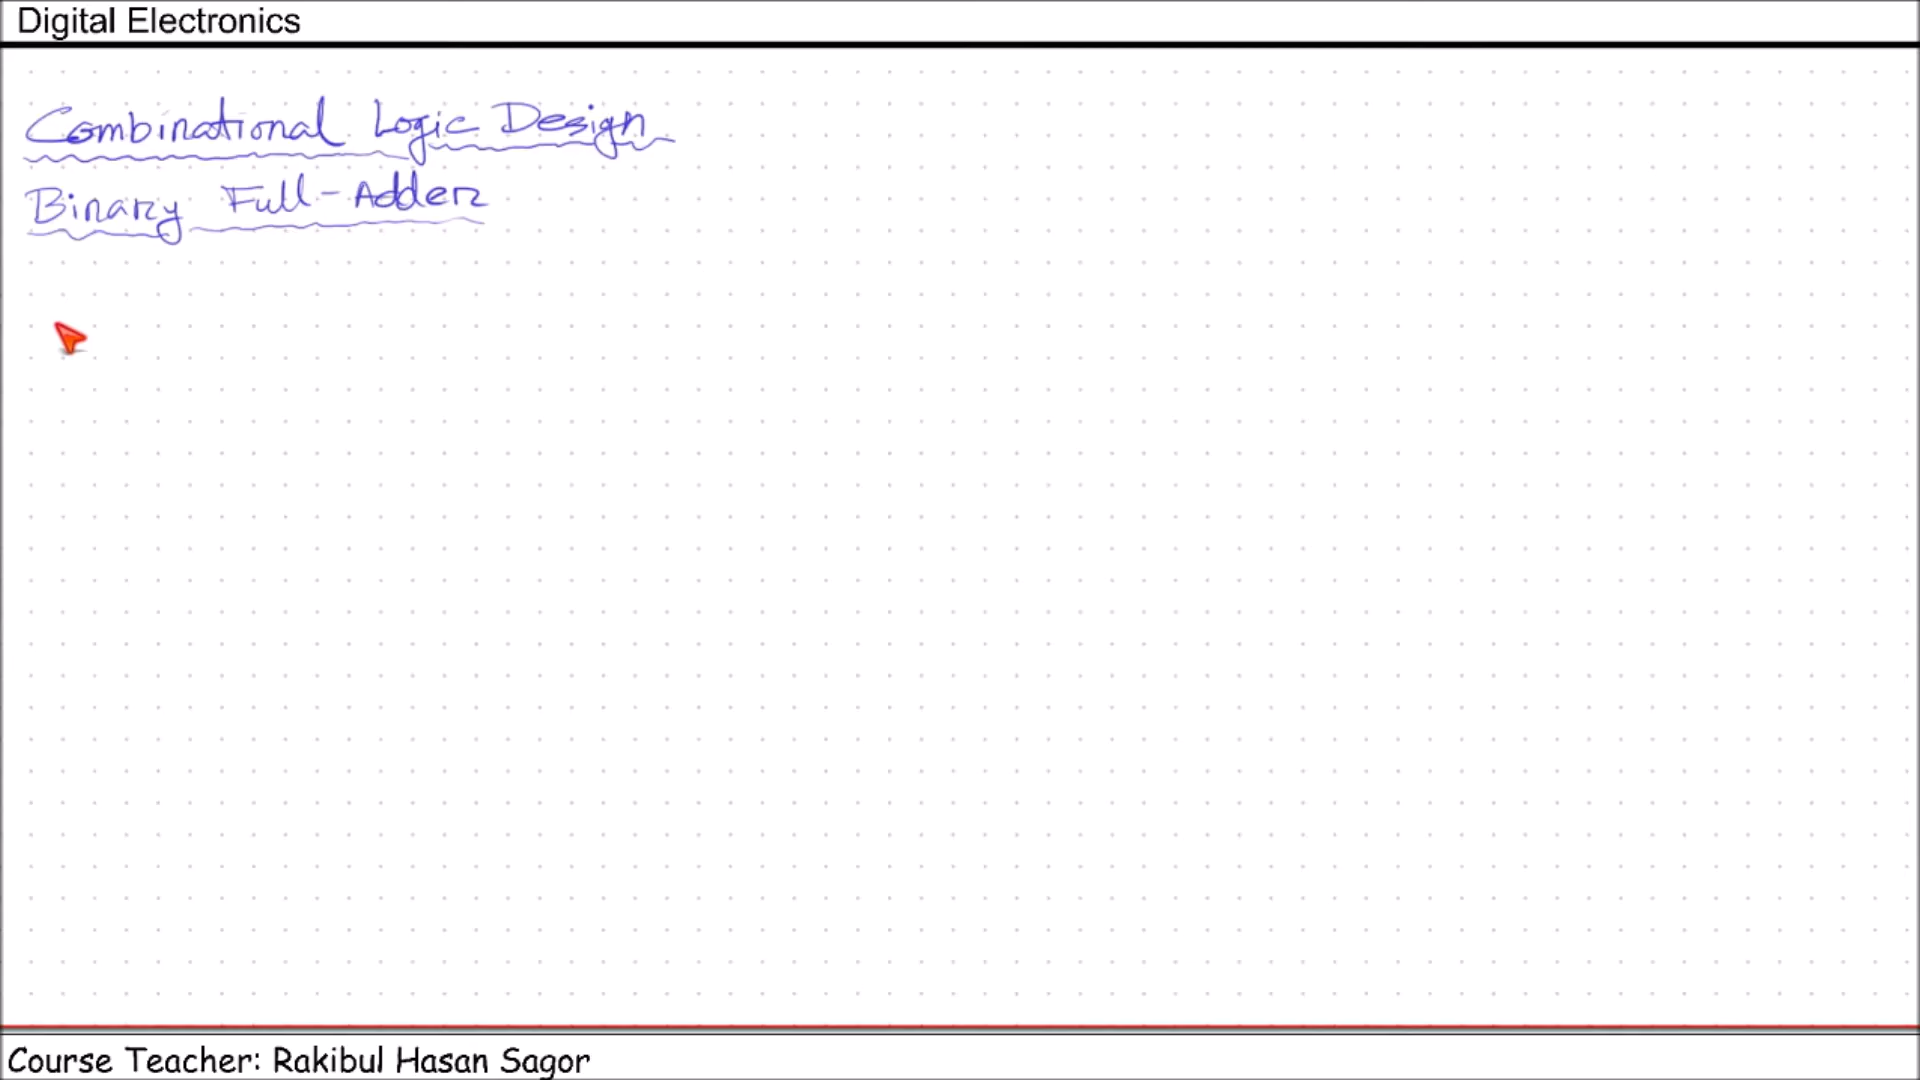 Digital Electronics
Combinational Logic Design
Binary Full-Adder
Course Teacher: Rakibul Hasan Sagor